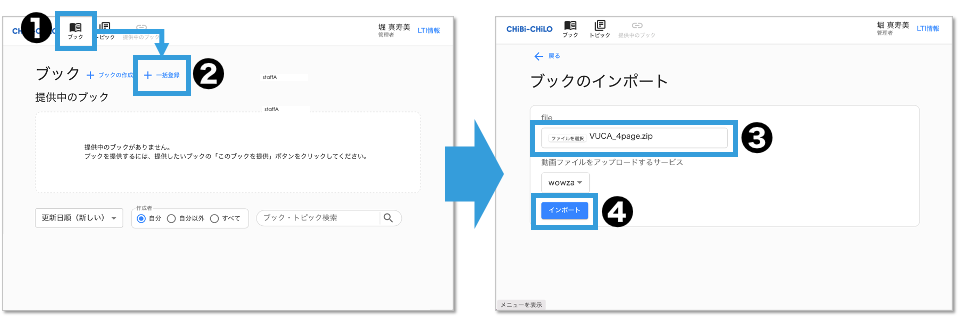 ❶
CHiBi-CHiLO
ブック
トピック
提供中のブック
堀 真寿美
管理者
LTI情報
ブック
＋ ブックの作成
＋ 一括登録
❷
staffA
提供中のブック
staffA
提供中のブックがありません。
ブックを提供するには、提供したいブックの「このブックを提供」ボタンをクリックしてください。
更新日順（新しい）
作成者
自分 自分以外 すべて
ブック・トピック検索
CHiBi-CHiLO
ブック
トピック
提供中のブック
堀 真寿美
管理者
LTI情報
← 戻る
ブックのインポート
file
ファイルを選択 VUCA_4page.zip
❸
動画ファイルをアップロードするサービス
wowza
インポート
❹
メニューを表示